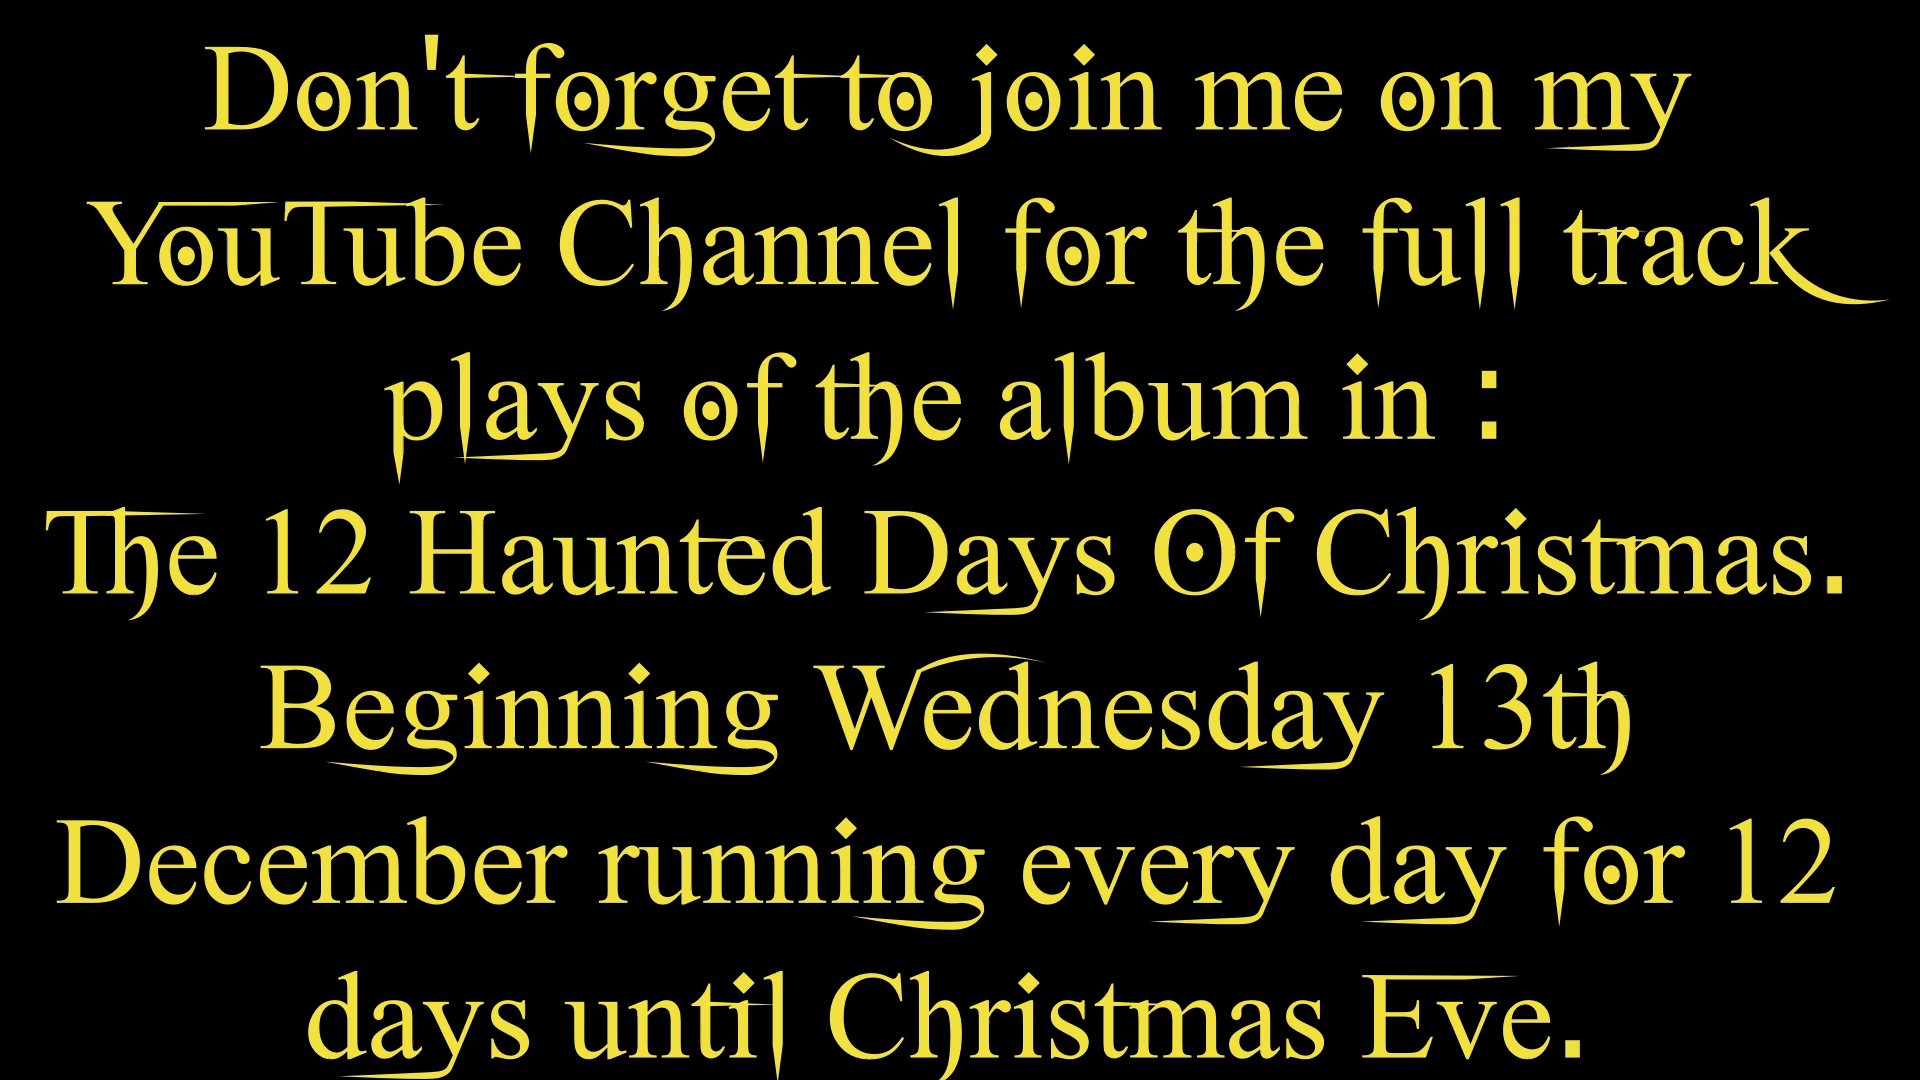 Don't forget to join me on my
YouTube Channel for the full track
plays of the album in :
The 12 Haunted Days Of Christmas.
Beginning Wednesday 13th
December running every day for 12
days until Christmas Eve.